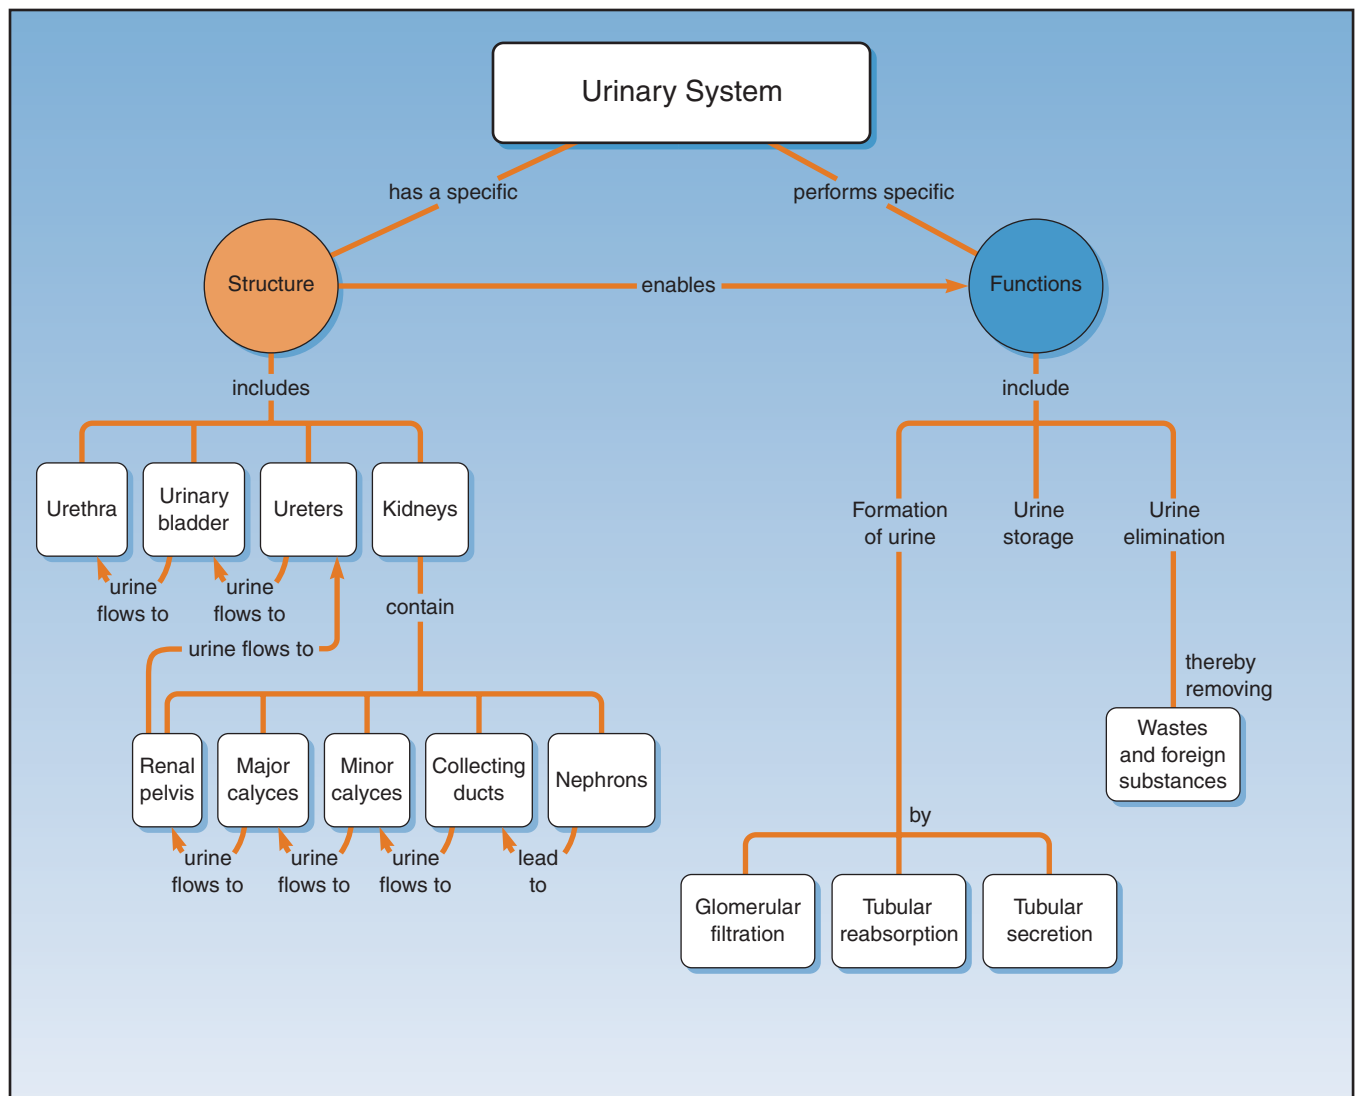 Urinary System
has a specific
performs specific
Structure
enables
Functions
includes
include
Urethra
Urinary
bladder
Ureters
Kidneys
Formation
of urine
Urine
storage
Urine
elimination
urine
flows to
urine
flows to
contain
urine flows to
thereby
removing
Renal
pelvis
Major
calyces
Minor
calyces
Collecting
ducts
Nephrons
Wastes
and foreign
substances
by
urine
flows to
urine
flows to
urine
flows to
lead
to
Glomerular
filtration
Tubular
reabsorption
Tubular
secretion